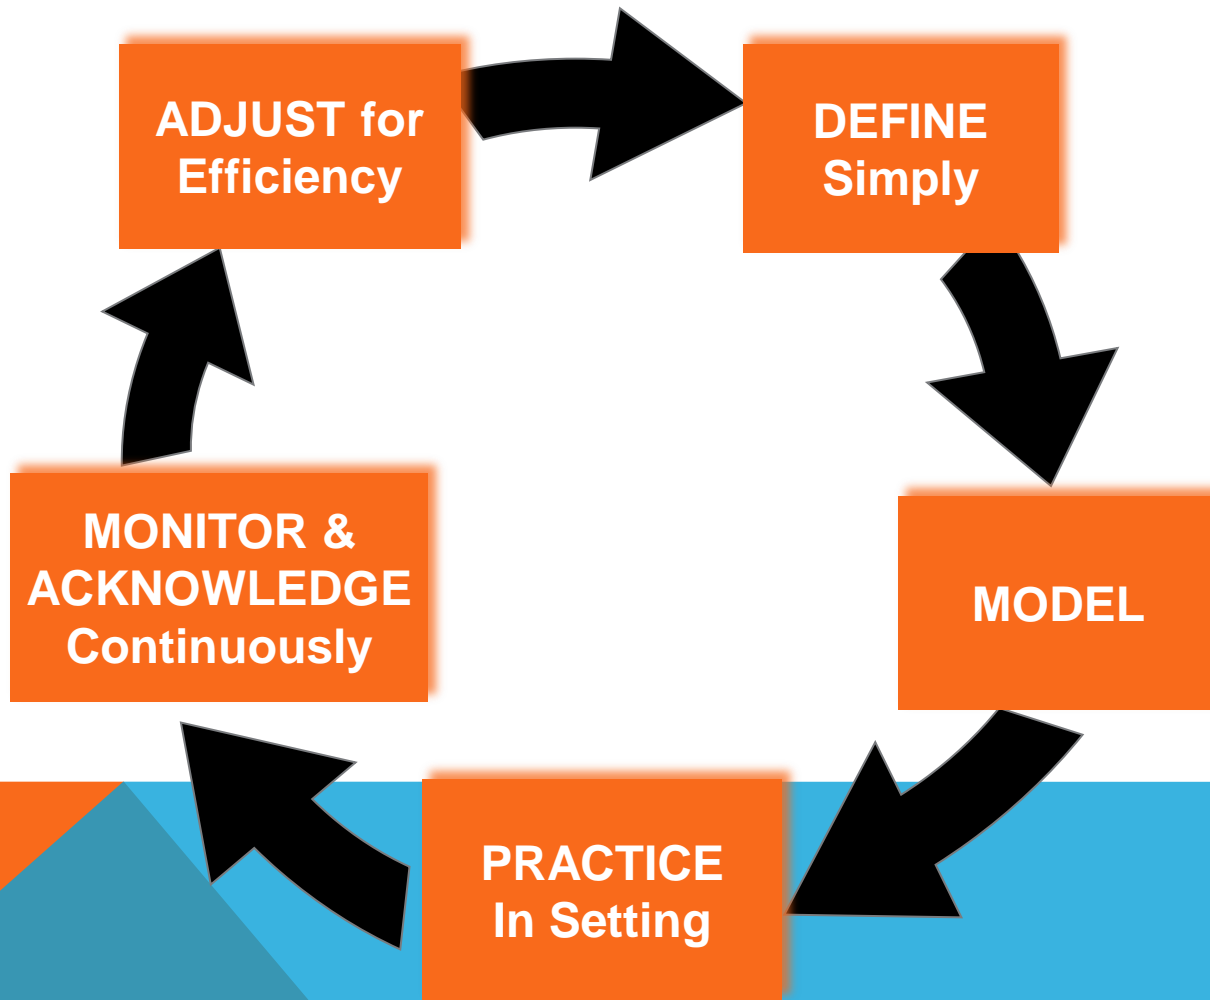 ADJUST for
Efficiency
DEFINE
Simply
MODEL
PRACTICE
In Setting
MONITOR &
ACKNOWLEDGE
Continuously